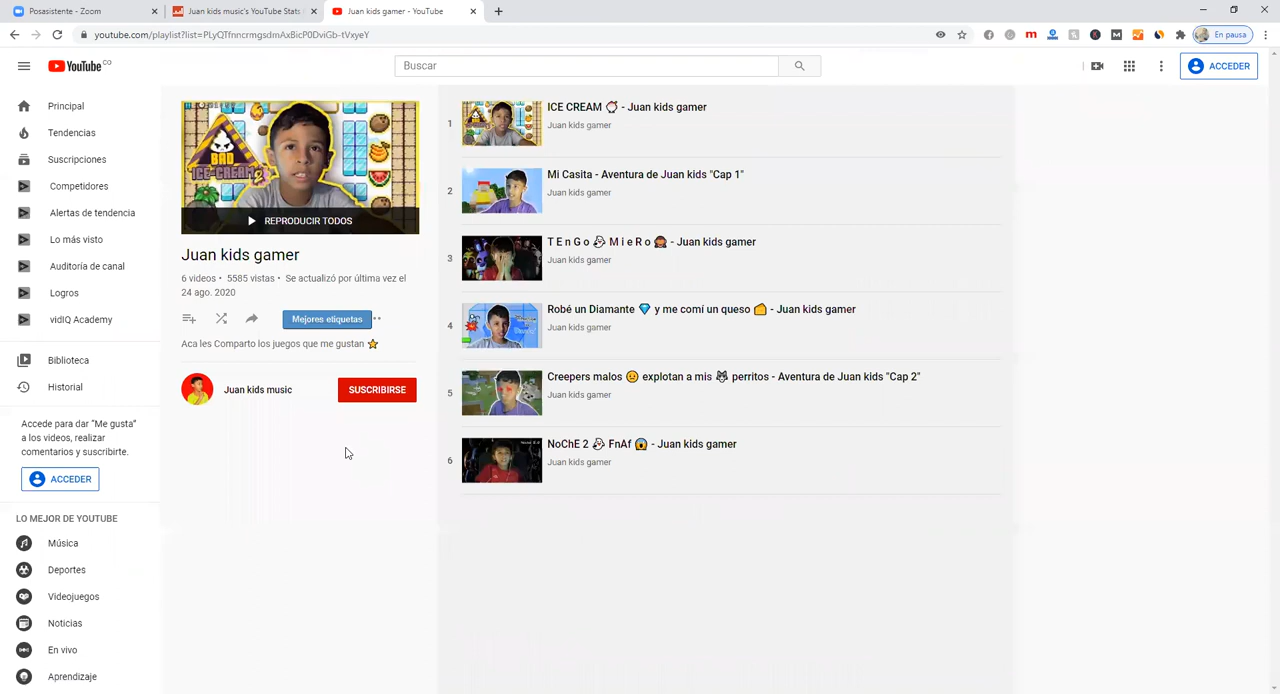 Posasistente - Zoom
Juan kids music's YouTube Stats
Juan kids gamer - YouTube
youtube.com/playlist?list=PLyQTfnncrmgsdmAxBicP0DviGb-tVxyeY
En pausa
YouTube CO
Buscar
ACCEDER
Principal
Tendencias
Suscripciones
Competidores
Alertas de tendencia
Lo más visto
Auditoría de canal
Logros
vidIQ Academy
Biblioteca
Historial
Accede para dar "Me gusta"
a los videos, realizar
comentarios y suscribirte.
ACCEDER
LO MEJOR DE YOUTUBE
Música
Deportes
Videojuegos
Noticias
En vivo
Aprendizaje
BAD
ICE-CREAM 2
REPRODUCIR TODOS
Juan kids gamer
6 videos • 5585 vistas • Se actualizó por última vez el
24 ago. 2020
Mejores etiquetas
Aca les Comparto los juegos que me gustan ⭐
Juan kids music
SUSCRIBIRSE
1
ICE CREAM - Juan kids gamer
Juan kids gamer
2
Mi Casita - Aventura de Juan kids "Cap 1"
Juan kids gamer
3
T E n G o 👻 M i e R o 🙈 - Juan kids gamer
Juan kids gamer
4
Robé un Diamante 💎 y me comí un queso 🧀 - Juan kids gamer
Juan kids gamer
5
Creepers malos 😐 explotan a mis 🐺 perritos - Aventura de Juan kids "Cap 2"
Juan kids gamer
6
NoChE 2 👻 FnAf 😱 - Juan kids gamer
Juan kids gamer